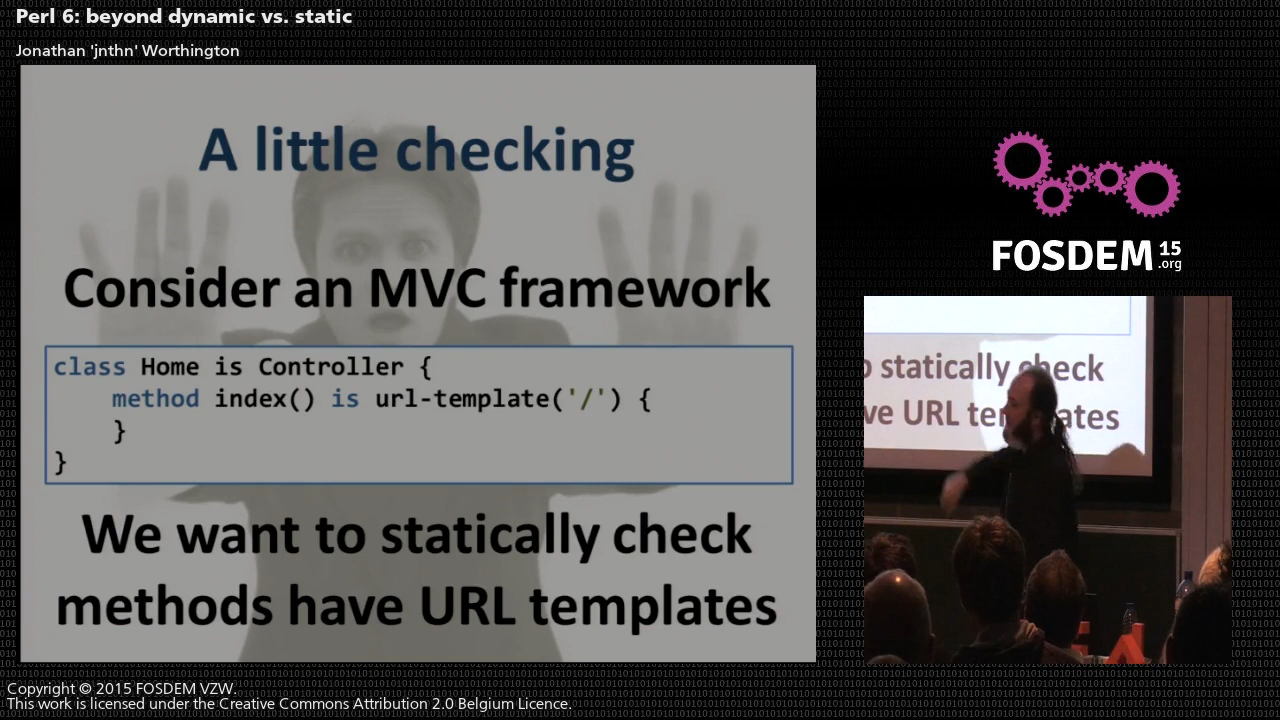 Perl 6: beyond dynamic vs. static
Jonathan 'jnthn' Worthington
A little checking
Consider an MVC framework
class Home is Controller {
method index() is url-template('/') {
}
}
We want to statically check
methods have URL templates
FOSDEM 15
.org
statically check
ve URL templates
Copyright © 2015 FOSDEM VZW.
This work is licensed under the Creative Commons Attribution 2.0 Belgium Licence.